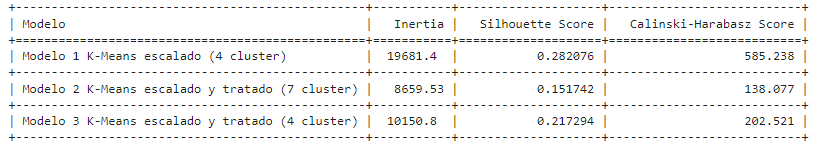 Modelo | Inertia | Silhouette Score | Calinski-Harabasz Score
Modelo 1 K-Means escalado (4 cluster) | 19681.4 | 0.282076 | 585.238
Modelo 2 K-Means escalado y tratado (7 cluster) | 8659.53 | 0.151742 | 138.077
Modelo 3 K-Means escalado y tratado (4 cluster) | 10150.8 | 0.217294 | 202.521